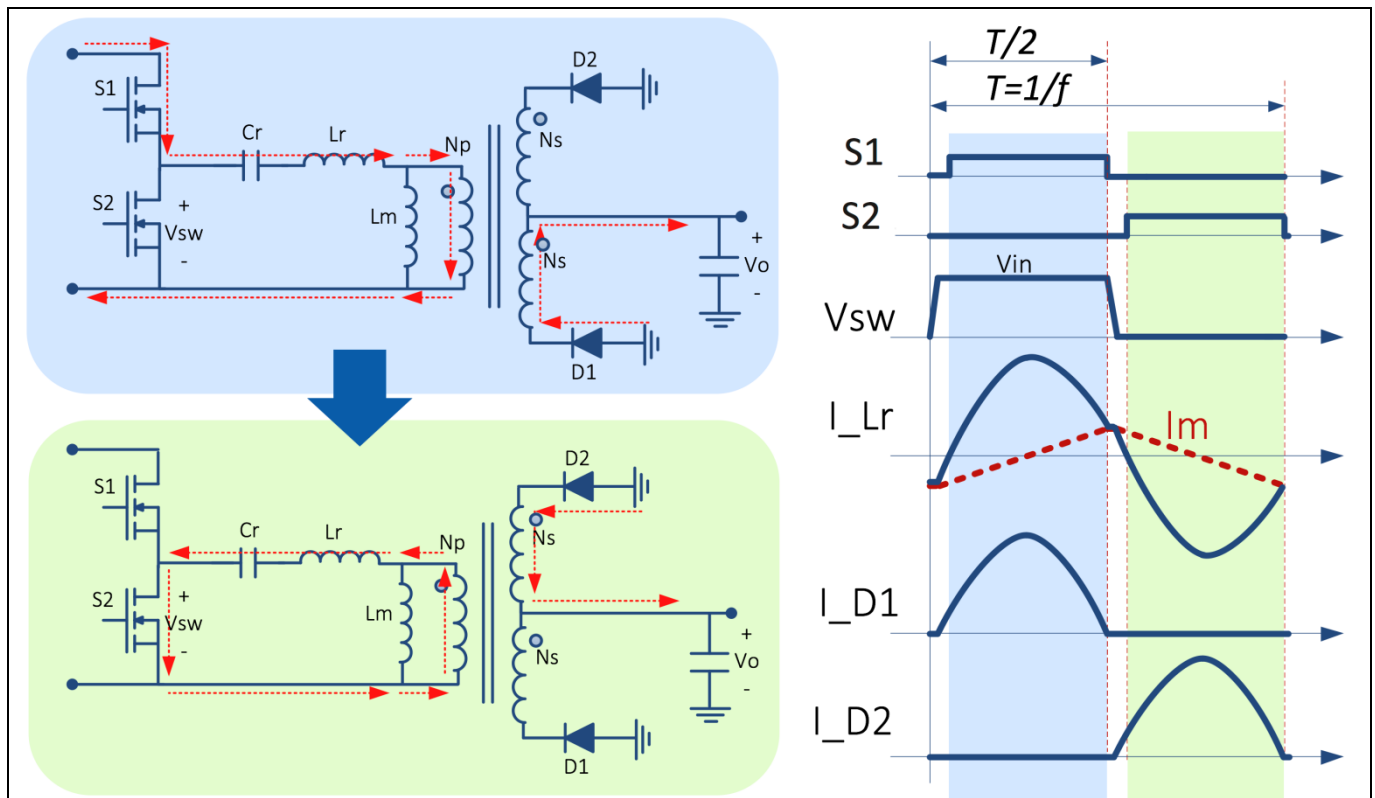 D2
S1
Cr
Lr
Np
Ns
S2
+
Vsw
-
Lm
Ns
+
Vo
-
D1
D2
S1
Cr
Lr
Np
Ns
S2
+
Vsw
-
Lm
Ns
+
Vo
-
D1
T/2
T=1/f
S1
S2
Vin
Vsw
I_Lr
Im
I_D1
I_D2